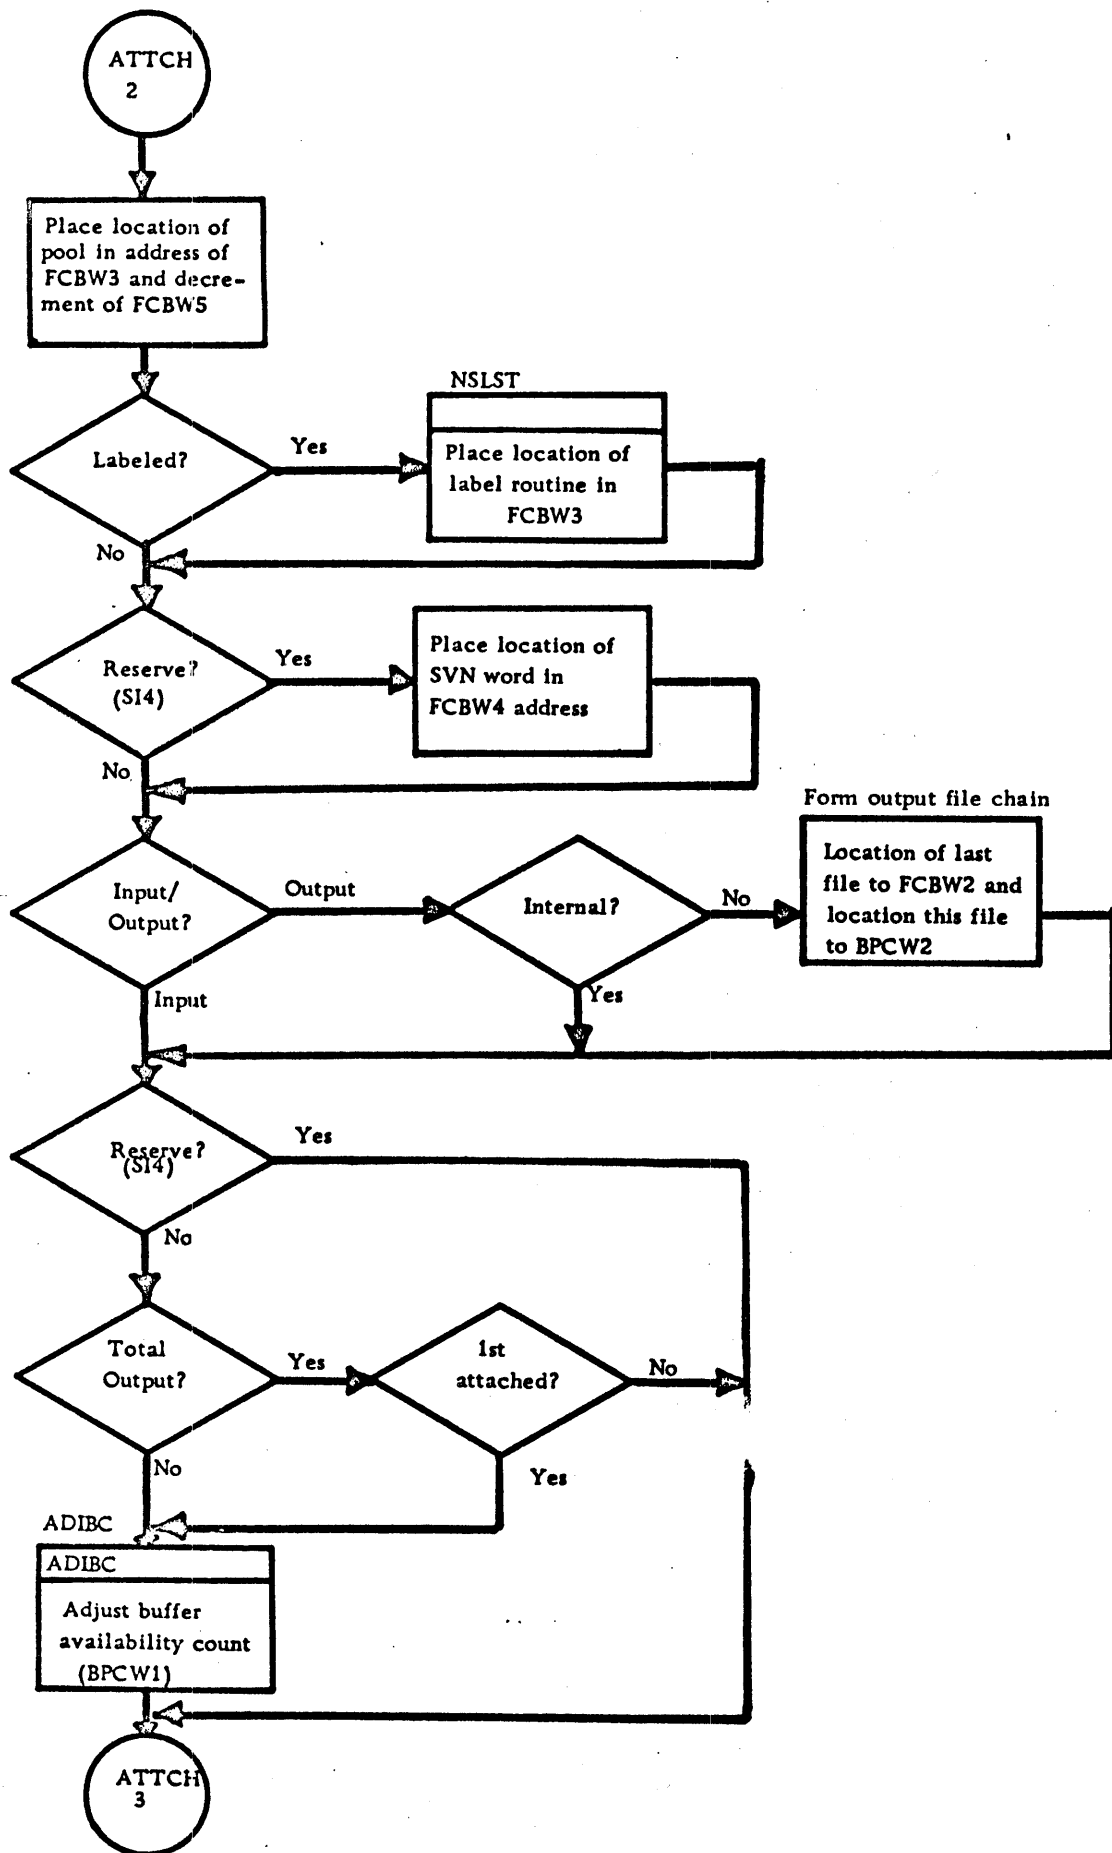 ATTCH
2
Place location of
pool in address of
FCBW3 and decre-
ment of FCBW5
NSLST
Labeled?
Yes
Place location of
label routine in
FCBW3
No
Reserve?
(SI4)
Yes
Place location of
SVN word in
FCBW4 address
No
Form output file chain
Input/
Output?
Output
Internal?
No
Location of last
file to FCBW2 and
location this file
to BPCW2
Input
Yes
Reserve?
(SI4)
Yes
No
Total
Output?
Yes
1st
attached?
No
No
Yes
ADIBC
ADIBC
Adjust buffer
availability count
(BPCW1)
ATTCH
3